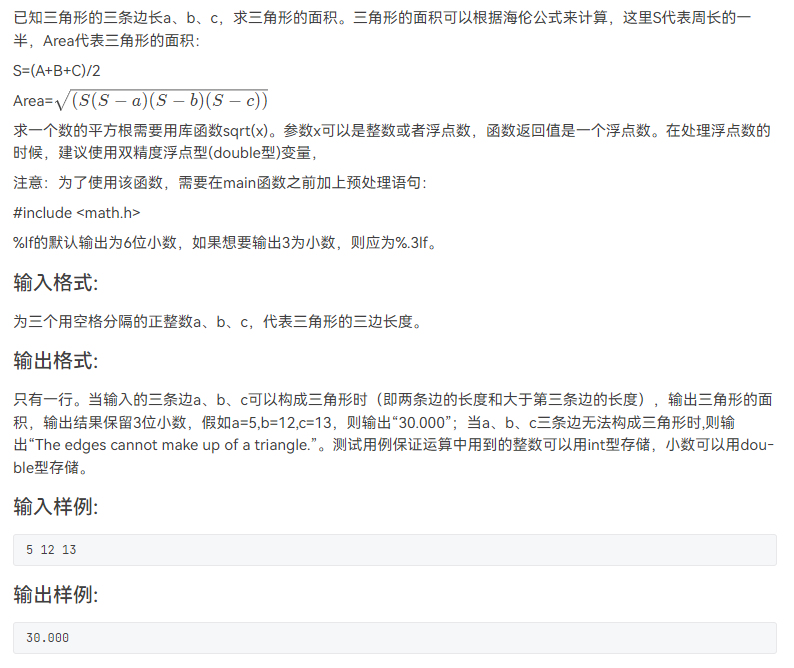 已知三角形的三条边长a、b、c，求三角形的面积。三角形的面积可以根据海伦公式来计算，这里S代表周长的一
半，Area代表三角形的面积：
S=(A+B+C)/2
Area=√(S(S − a)(S − b)(S − c))
求一个数的平方根需要用库函数sqrt(x)。参数x可以是整数或者浮点数，函数返回值是一个浮点数。在处理浮点数的
时候，建议使用双精度浮点型(double型)变量，
注意：为了使用该函数，需要在main函数之前加上预处理语句：
#include <math.h>
%lf的默认输出为6位小数，如果想要输出3为小数，则应为%.3lf。
输入格式:
为三个用空格分隔的正整数a、b、c，代表三角形的三边长度。
输出格式:
只有一行。当输入的三条边a、b、c可以构成三角形时（即两条边的长度和大于第三条边的长度），输出三角形的面
积，输出结果保留3位小数，假如a=5,b=12,c=13，则输出“30.000”；当a、b、c三条边无法构成三角形时,则输
出“The edges cannot make up of a triangle.”。测试用例保证运算中用到的整数可以用int型存储，小数可以用dou-
ble型存储。
输入样例:
5 12 13
输出样例:
30.000